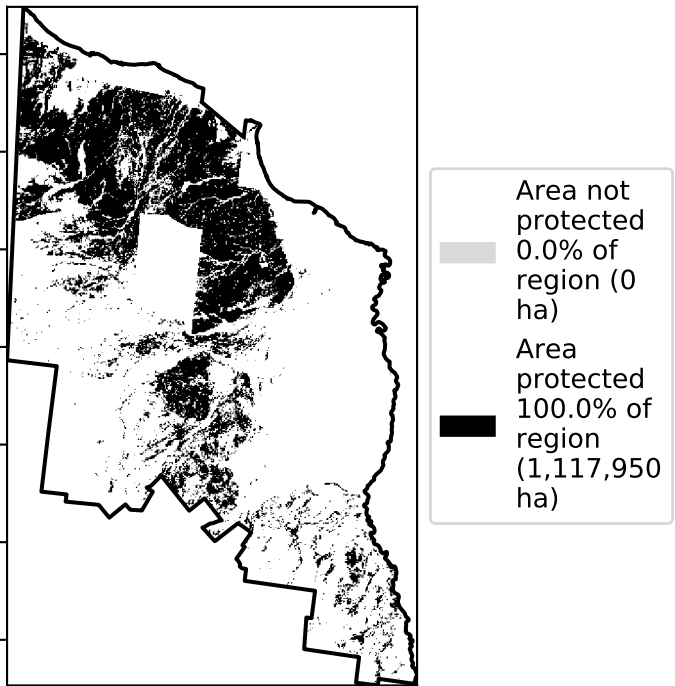 Area not
protected
0.0% of
region (0
ha)
Area
protected
100.0% of
region
(1,117,950
ha)